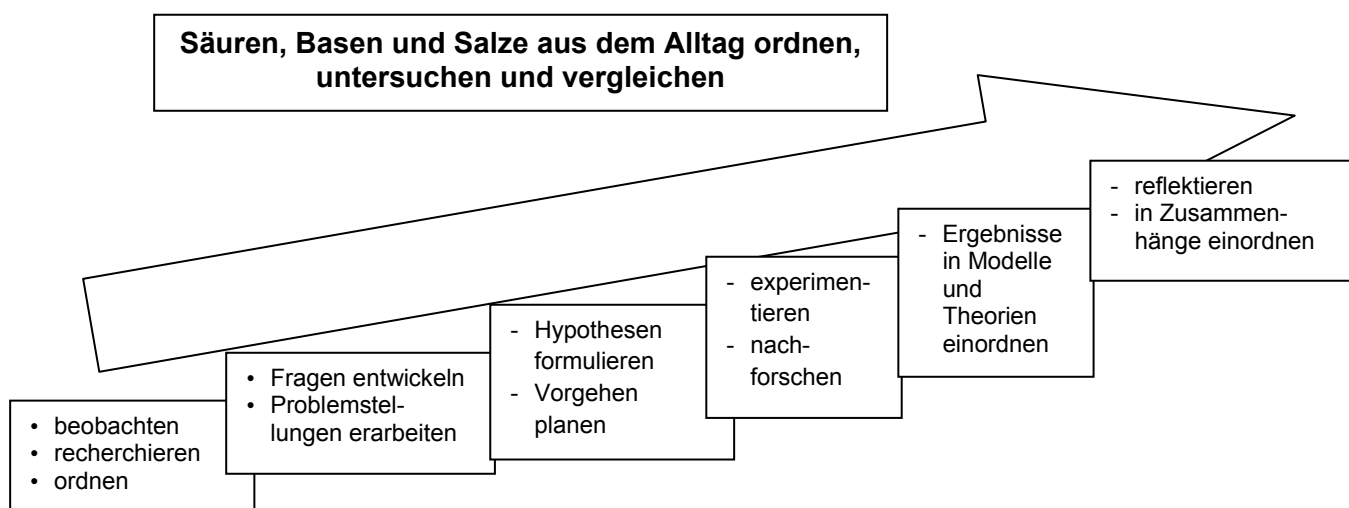 Säuren, Basen und Salze aus dem Alltag ordnen,
untersuchen und vergleichen
• beobachten
• recherchieren
• ordnen
• Fragen entwickeln
• Problemstel-
lungen erarbeiten
- Hypothesen
formulieren
- Vorgehen
planen
- experimen-
tieren
- nach-
forschen
- Ergebnisse
in Modelle
und
Theorien
einordnen
- reflektieren
- in Zusammen-
hänge einordnen